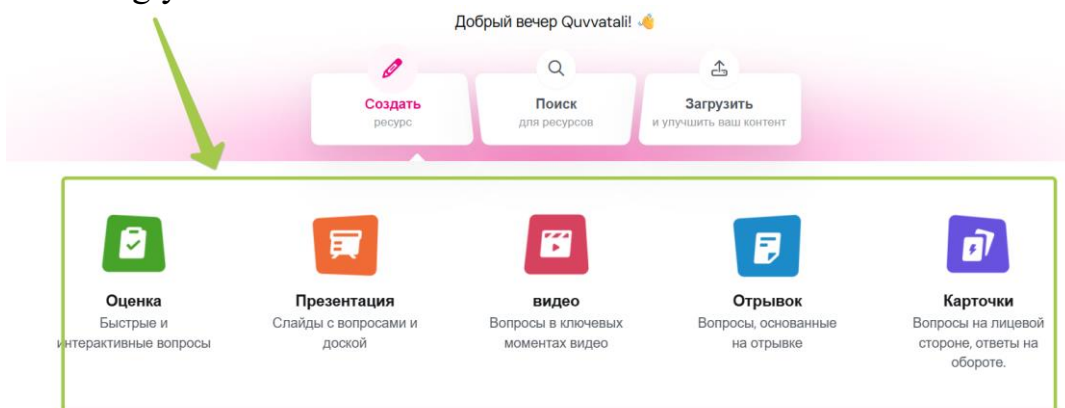 Добрый вечер Quvvatali! 👋
Создать
ресурс
Поиск
для ресурсов
Загрузить
и улучшить ваш контент
Оценка
Быстрые и
интерактивные вопросы
Презентация
Слайды с вопросами и
доской
видео
Вопросы в ключевых
моментах видео
Отрывок
Вопросы, основанные
на отрывке
Карточки
Вопросы на лицевой
стороне, ответы на
обороте.